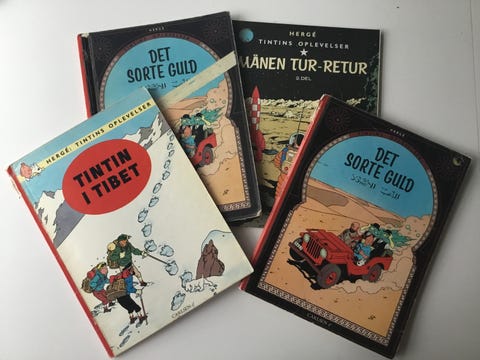 HERGÉ
DET
SORTE GULD
HERGÉ
TINTINS OPLEVELSER
MÅNEN TUR-RETUR
2. DEL
HERGÉ: TINTINS OPLEVELSER
TINTIN
I TIBET
CARLSEN
HERGÉ
DET
SORTE GULD
CARLSEN